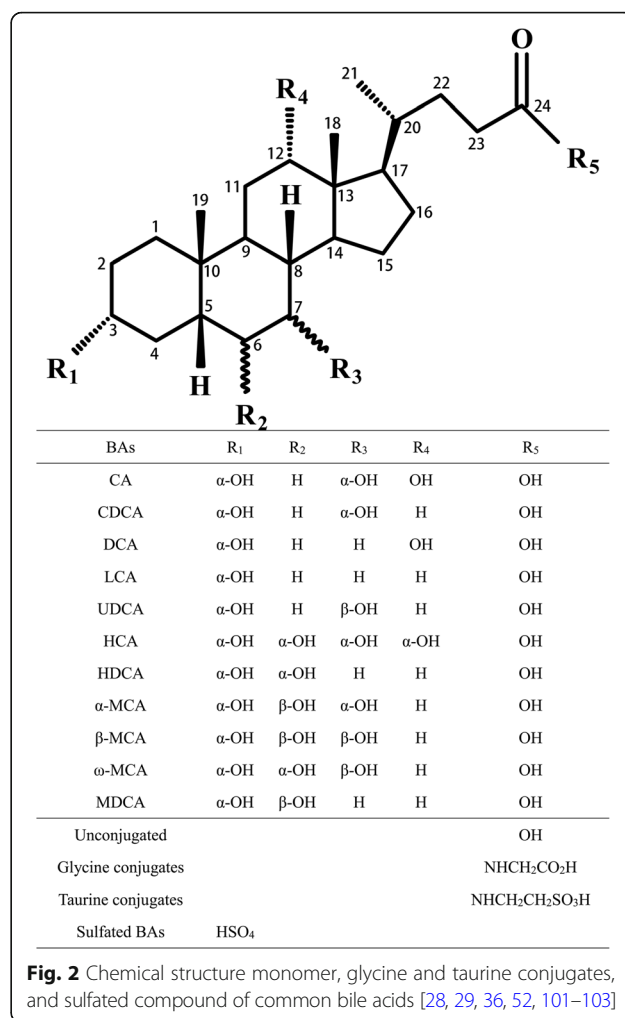 O
21
22
24
R₄
20
23
R₅
18
12
17
11
13
H
16
19
1
9
8
14
15
2
10
5
7
3
4
6
R₁
H
R₃
R₂
BAs R₁ R₂ R₃ R₄ R₅
CA α-OH H α-OH OH OH
CDCA α-OH H α-OH H OH
DCA α-OH H H OH OH
LCA α-OH H H H OH
UDCA α-OH H β-OH H OH
HCA α-OH α-OH α-OH α-OH OH
HDCA α-OH α-OH H H OH
α-MCA α-OH β-OH α-OH H OH
β-MCA α-OH β-OH β-OH H OH
ω-MCA α-OH α-OH β-OH H OH
MDCA α-OH β-OH H H OH
Unconjugated OH
Glycine conjugates NHCH₂CO₂H
Taurine conjugates NHCH₂CH₂SO₃H
Sulfated BAs HSO₄
Fig. 2 Chemical structure monomer, glycine and taurine conjugates,
and sulfated compound of common bile acids [28, 29, 36, 52, 101–103]